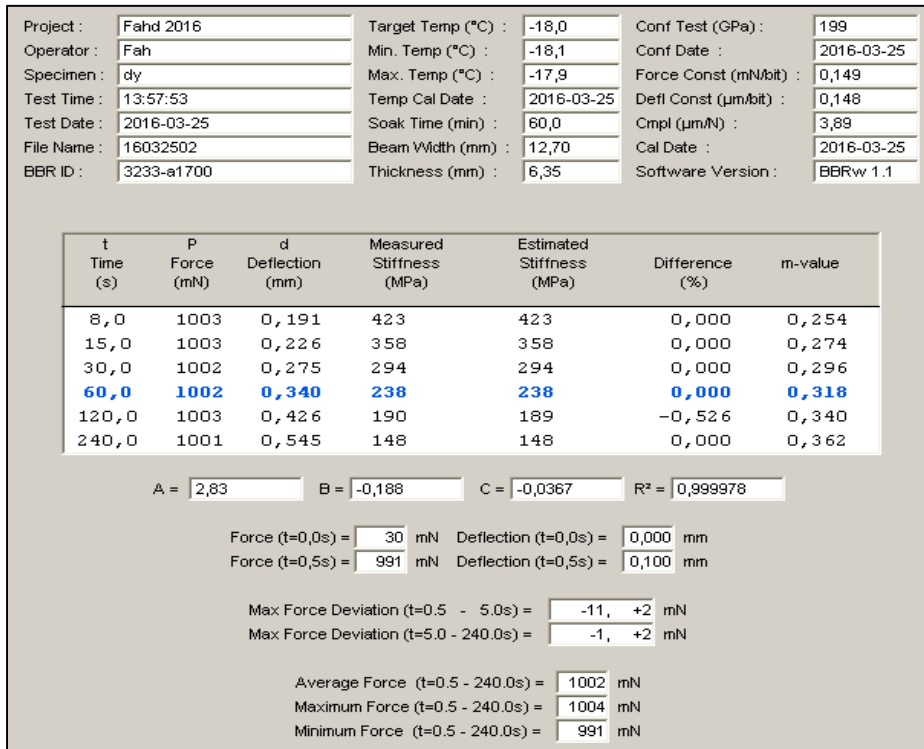 Project : Fahd 2016 Target Temp (°C) : -18,0 Conf Test (GPa) : 199
Operator : Fah Min. Temp (°C) : -18,1 Conf Date : 2016-03-25
Specimen : dy Max. Temp (°C) : -17,9 Force Const (mN/bit) : 0,149
Test Time : 13:57:53 Temp Cal Date : 2016-03-25 Defl Const (µm/bit) : 0,148
Test Date : 2016-03-25 Soak Time (min) : 60,0 Cmpl (µm/N) : 3,89
File Name : 16032502 Beam Width (mm) : 12,70 Cal Date : 2016-03-25
BBR ID : 3233-a1700 Thickness (mm) : 6,35 Software Version : BBRw 1.1
t P d Measured Estimated
Time Force Deflection Stiffness Stiffness Difference m-value
(s) (mN) (mm) (MPa) (MPa) (%)
8,0 1003 0,191 423 423 0,000 0,254
15,0 1003 0,226 358 358 0,000 0,274
30,0 1002 0,275 294 294 0,000 0,296
60,0 1002 0,340 238 238 0,000 0,318
120,0 1003 0,426 190 189 -0,526 0,340
240,0 1001 0,545 148 148 0,000 0,362
A = 2,83 B = -0,188 C = -0,0367 R² = 0,999978
Force (t=0,0s) = 30 mN Deflection (t=0,0s) = 0,000 mm
Force (t=0,5s) = 991 mN Deflection (t=0,5s) = 0,100 mm
Max Force Deviation (t=0.5 - 5.0s) = -11, +2 mN
Max Force Deviation (t=5.0 - 240.0s) = -1, +2 mN
Average Force (t=0.5 - 240.0s) = 1002 mN
Maximum Force (t=0.5 - 240.0s) = 1004 mN
Minimum Force (t=0.5 - 240.0s) = 991 mN